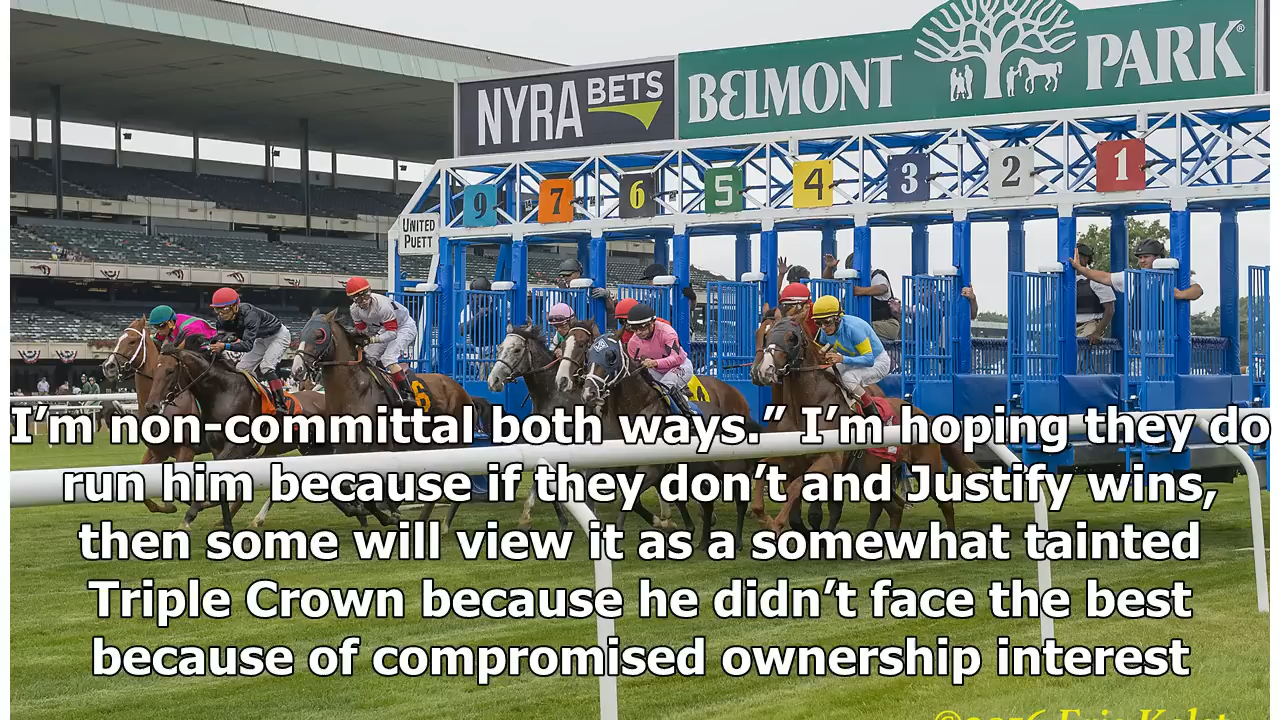 NYRA BETS
BELMONT PARK®
9 7 6 5 4 3 2 1
UNITED
PUETT
6
I’m non-committal both ways.” I’m hoping they do
run him because if they don’t and Justify wins,
then some will view it as a somewhat tainted
Triple Crown because he didn’t face the best
because of compromised ownership interest